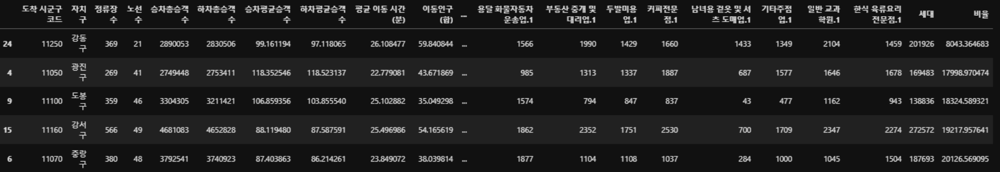 도착 시군구 코드 자치구 정류장수 노선수 승차총승객수 하차총승객수 승차평균승객수 하차평균승객수 평균 이동 시간(분) 이동인구(합) ... 용달 화물자동차 운송업.1 부동산 중개 및 대리업.1 두발미용업.1 커피전문점.1 남녀용 겉옷 및 셔츠 도매업.1 기타주점업.1 일반 교과 학원.1 한식 육류요리 전문점.1 세대 비율
24 11250 강동구 369 21 2890053 2830506 99.161194 97.118065 26.108477 59.840844 ... 1566 1990 1429 1660 1433 1349 2104 1459 201926 8043.364683
4 11050 광진구 269 41 2749448 2753411 118.352546 118.523137 22.779081 43.671869 ... 985 1313 1337 1887 687 1577 1646 1678 169483 17998.970474
9 11100 도봉구 359 46 3304305 3211421 106.859356 103.855540 25.102882 35.049298 ... 1574 794 847 837 43 477 1162 943 138836 18324.589321
15 11160 강서구 566 49 4681083 4652828 88.119480 87.587591 25.496986 54.165619 ... 1862 2352 1751 2530 700 1709 2347 2274 272572 19217.957641
6 11070 중랑구 380 48 3792541 3740923 87.403863 86.214261 23.849072 38.039814 ... 1877 1104 1108 1037 284 1000 1045 1504 187693 20126.569095